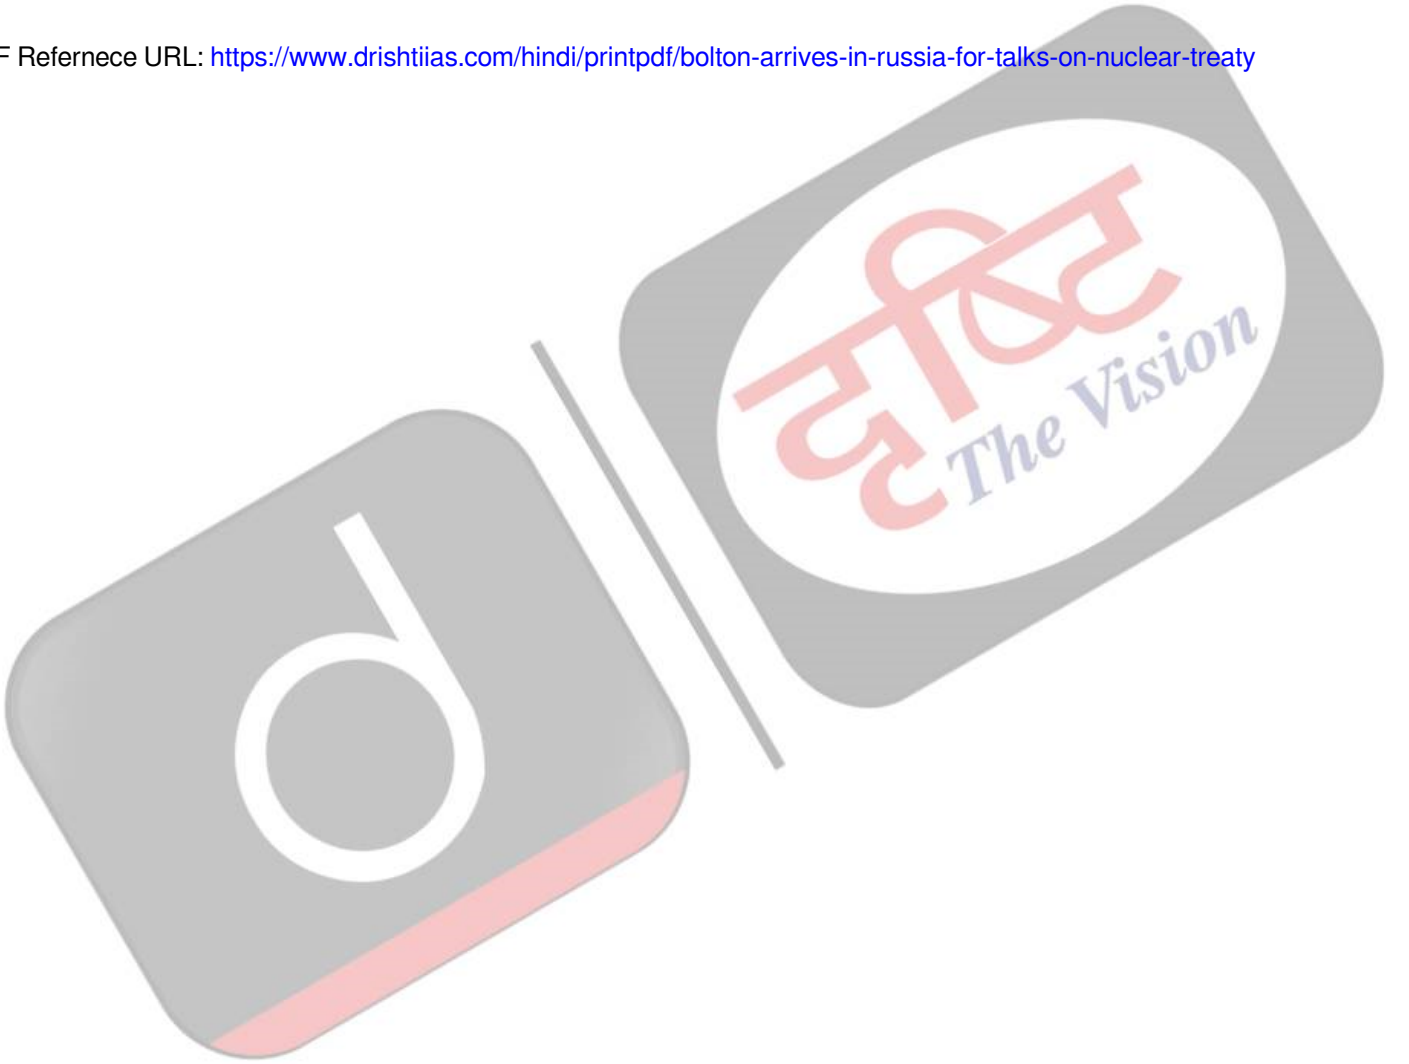 F Refernece URL: https://www.drishtiias.com/hindi/printpdf/bolton-arrives-in-russia-for-talks-on-nuclear-treaty
दृष्टि
The Vision
d